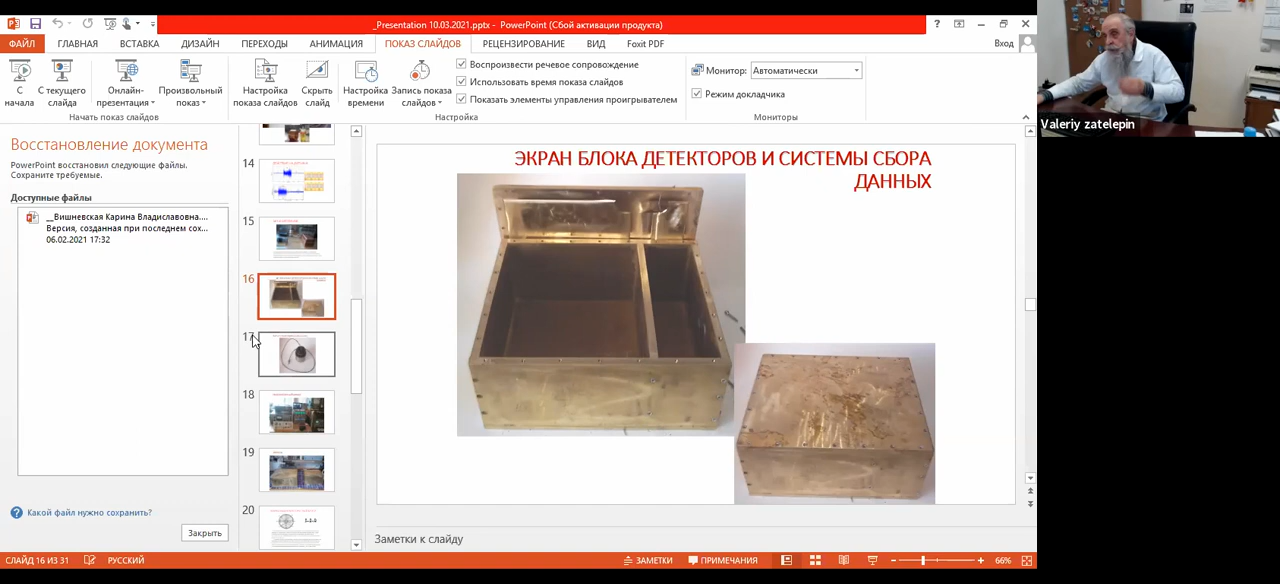 _Presentation 10.03.2021.pptx - PowerPoint (Сбой активации продукта)
ФАЙЛ ГЛАВНАЯ ВСТАВКА ДИЗАЙН ПЕРЕХОДЫ АНИМАЦИЯ ПОКАЗ СЛАЙДОВ РЕЦЕНЗИРОВАНИЕ ВИД Foxit PDF Вход
С начала
С текущего слайда
Онлайн-презентация
Произвольный показ
Начать показ слайдов
Настройка показа слайдов
Скрыть слайд
Настройка времени
Запись показа слайдов
Воспроизвести речевое сопровождение
Использовать время показа слайдов
Показать элементы управления проигрывателем
Настройка
Монитор: Автоматически
Режим докладчика
Мониторы
Valeriy zatelepin
Восстановление документа
PowerPoint восстановил следующие файлы.
Сохраните требуемые.
Доступные файлы
__Вишневская Карина Владиславовна....
Версия, созданная при последнем сох...
06.02.2021 17:32
Какой файл нужно сохранить?
Закрыть
14
15
16
17
18
19
20
ЭКРАН БЛОКА ДЕТЕКТОРОВ И СИСТЕМЫ СБОРА
ДАННЫХ
Заметки к слайду
СЛАЙД 16 ИЗ 31 РУССКИЙ ЗАМЕТКИ ПРИМЕЧАНИЯ 66%